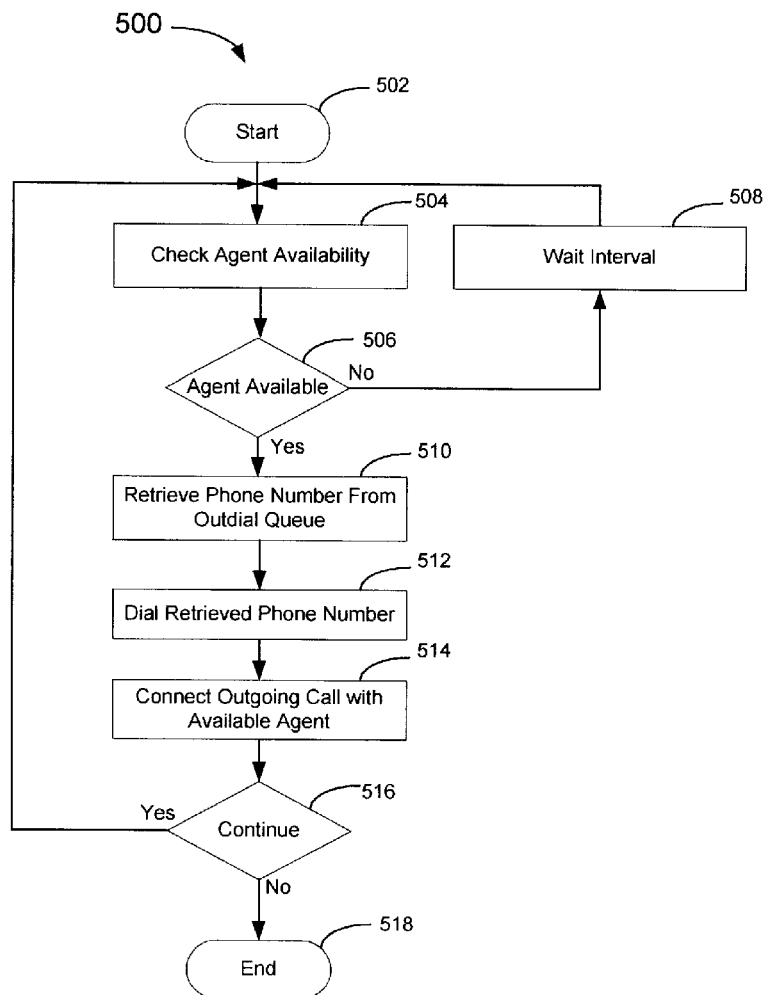 500
502
Start
504
Check Agent Availability
508
Wait Interval
506
Agent Available
No
Yes
510
Retrieve Phone Number From
Outdial Queue
512
Dial Retrieved Phone Number
514
Connect Outgoing Call with
Available Agent
516
Yes
Continue
No
518
End